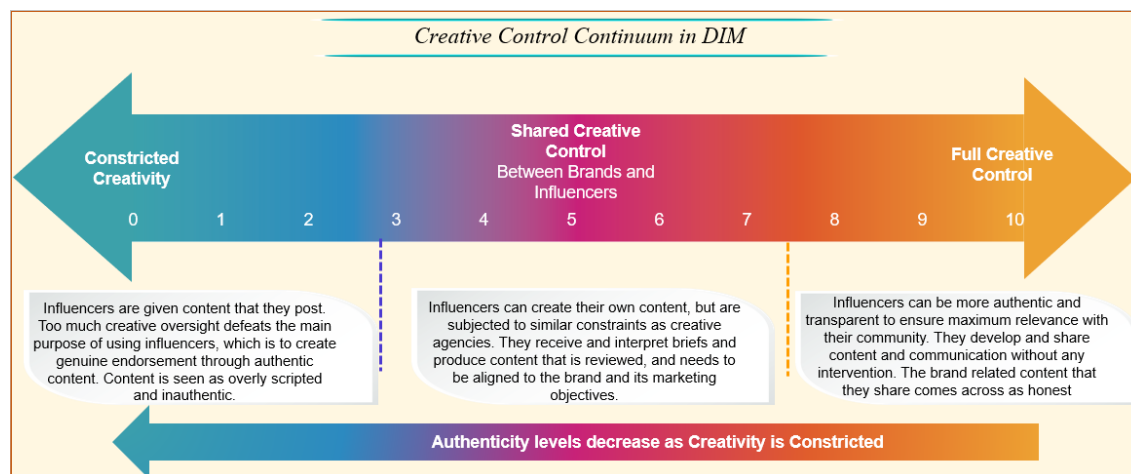 Creative Control Continuum in DIM
Constricted
Creativity
Shared Creative
Control
Between Brands and
Influencers
Full Creative
Control
0 1 2 3 4 5 6 7 8 9 10
Influencers are given content that they post.
Too much creative oversight defeats the main
purpose of using influencers, which is to create
genuine endorsement through authentic
content. Content is seen as overly scripted
and inauthentic.
Influencers can create their own content, but are
subjected to similar constraints as creative
agencies. They receive and interpret briefs and
produce content that is reviewed, and needs to
be aligned to the brand and its marketing
objectives.
Influencers can be more authentic and
transparent to ensure maximum relevance with
their community. They develop and share
content and communication without any
intervention. The brand related content that
they share comes across as honest
Authenticity levels decrease as Creativity is Constricted